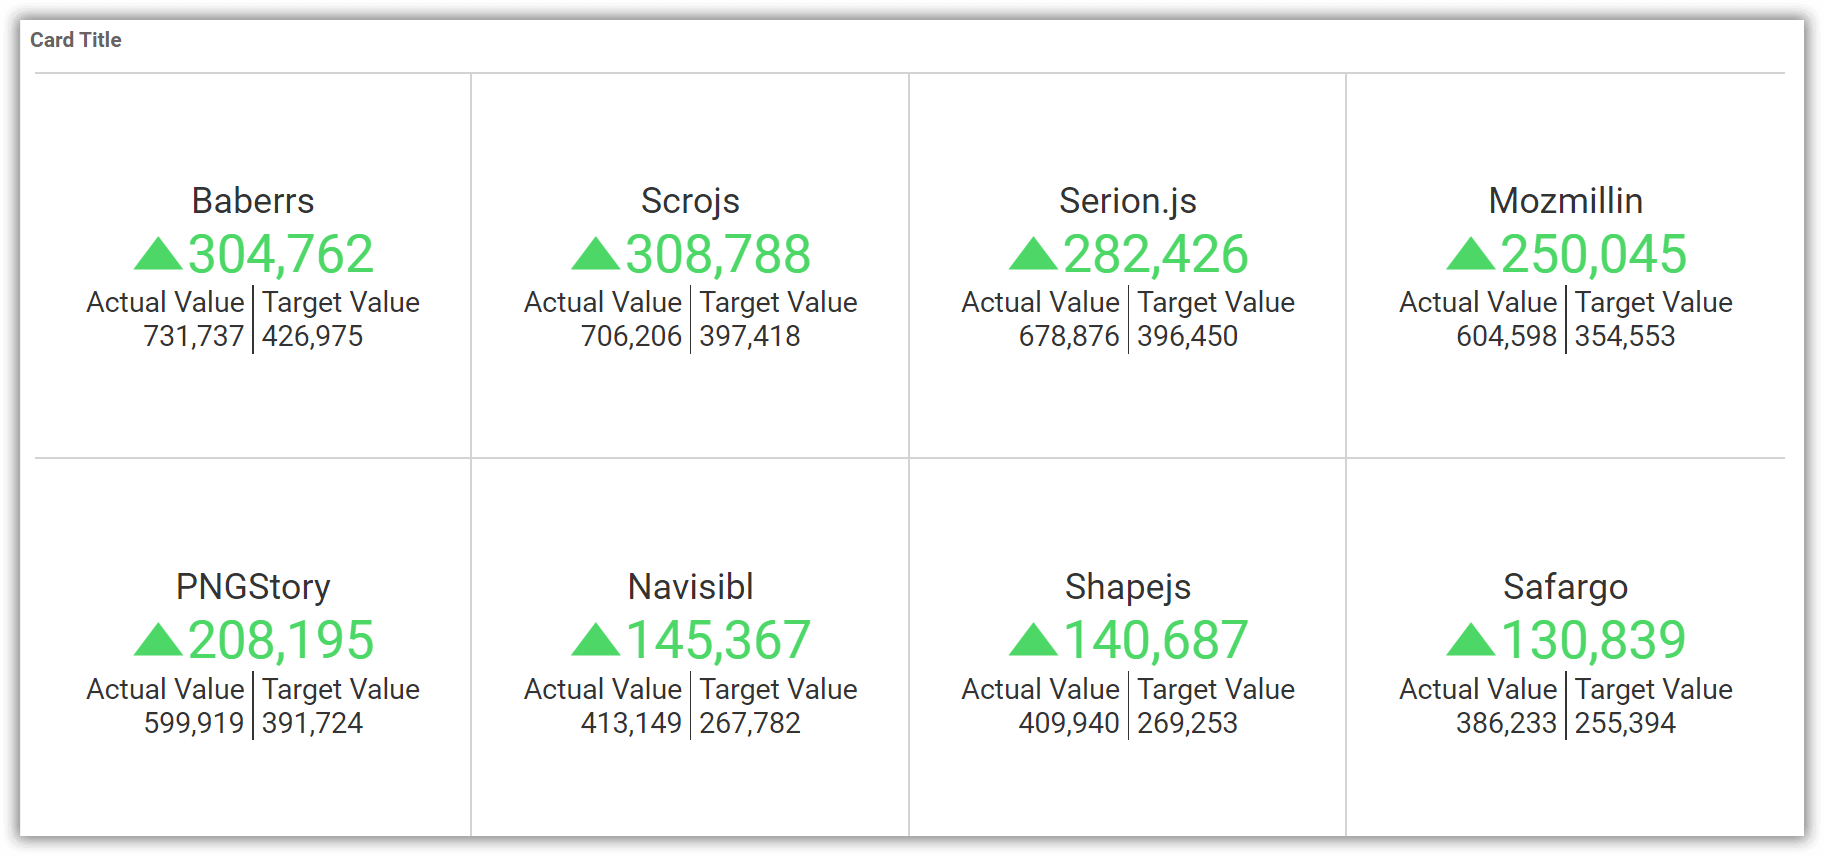 Card Title
Baberrs
304,762
Actual Value Target Value
731,737 426,975
Scrojs
308,788
Actual Value Target Value
706,206 397,418
Serion.js
282,426
Actual Value Target Value
678,876 396,450
Mozmillin
250,045
Actual Value Target Value
604,598 354,553
PNGStory
208,195
Actual Value Target Value
599,919 391,724
Navisibl
145,367
Actual Value Target Value
413,149 267,782
Shapejs
140,687
Actual Value Target Value
409,940 269,253
Safargo
130,839
Actual Value Target Value
386,233 255,394